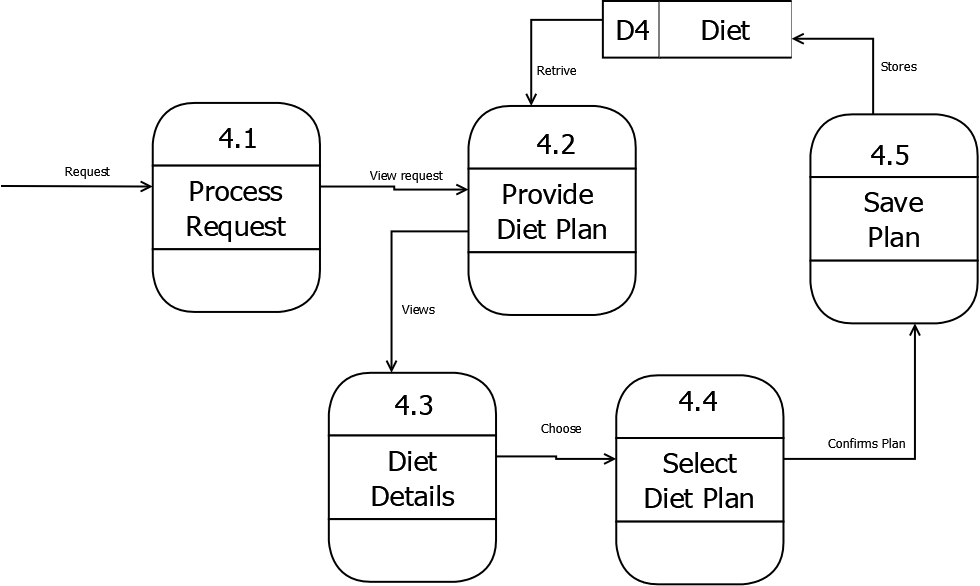 D4 Diet
Retrive
Stores
4.1
4.2
4.5
Request
Process
Request
View request
Provide
Diet Plan
Save
Plan
Views
4.3
4.4
Choose
Confirms Plan
Diet
Details
Select
Diet Plan